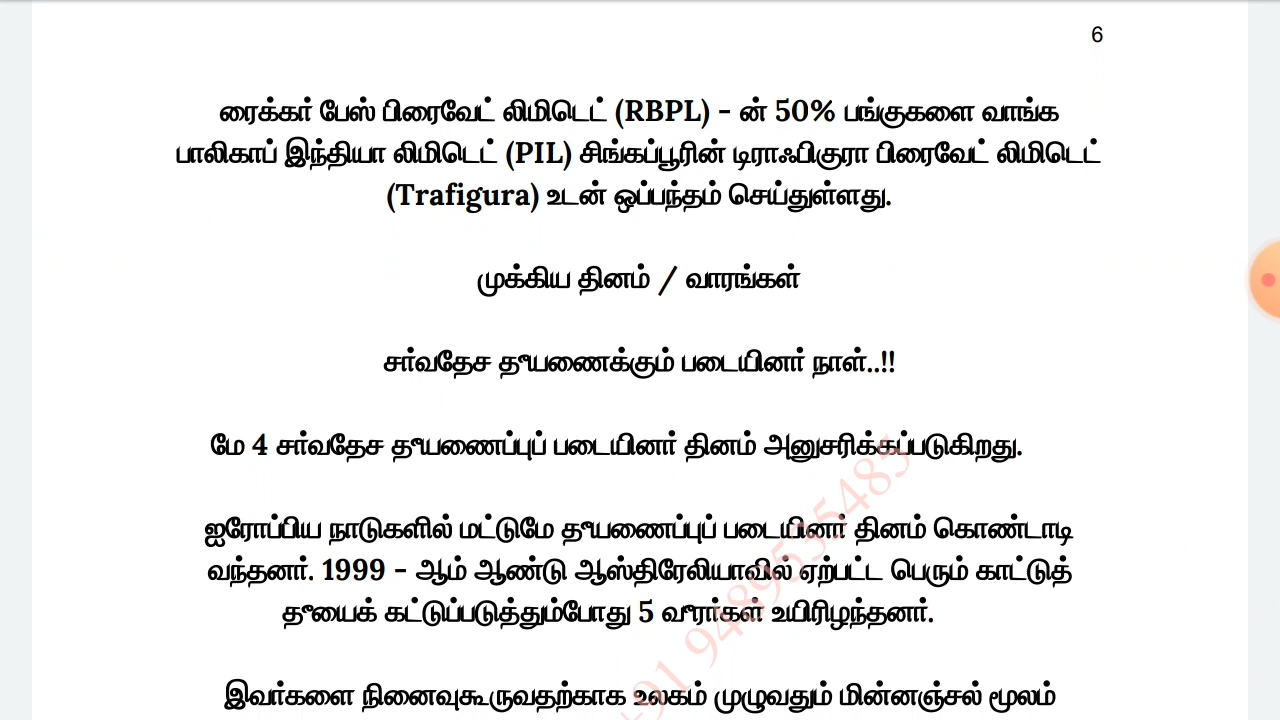 6
ரைக்கர் பேஸ் பிரைவேட் லிமிடெட் (RBPL) - ன் 50% பங்குகளை வாங்க
பாலிகாப் இந்தியா லிமிடெட் (PIL) சிங்கப்பூரின் டிராஃபிகுரா பிரைவேட் லிமிடெட்
(Trafigura) உடன் ஒப்பந்தம் செய்துள்ளது.
முக்கிய தினம் / வாரங்கள்
சர்வதேச தீயணைக்கும் படையினர் நாள்..!!
மே 4 சர்வதேச தீயணைப்புப் படையினர் தினம் அனுசரிக்கப்படுகிறது.
ஐரோப்பிய நாடுகளில் மட்டுமே தீயணைப்புப் படையினர் தினம் கொண்டாடி
வந்தனர். 1999 - ஆம் ஆண்டு ஆஸ்திரேலியாவில் ஏற்பட்ட பெரும் காட்டுத்
தீயைக் கட்டுப்படுத்தும்போது 5 வீரர்கள் உயிரிழந்தனர்.
இவர்களை நினைவுகூருவதற்காக உலகம் முழுவதும் மின்னஞ்சல் மூலம்
+91 9489535485